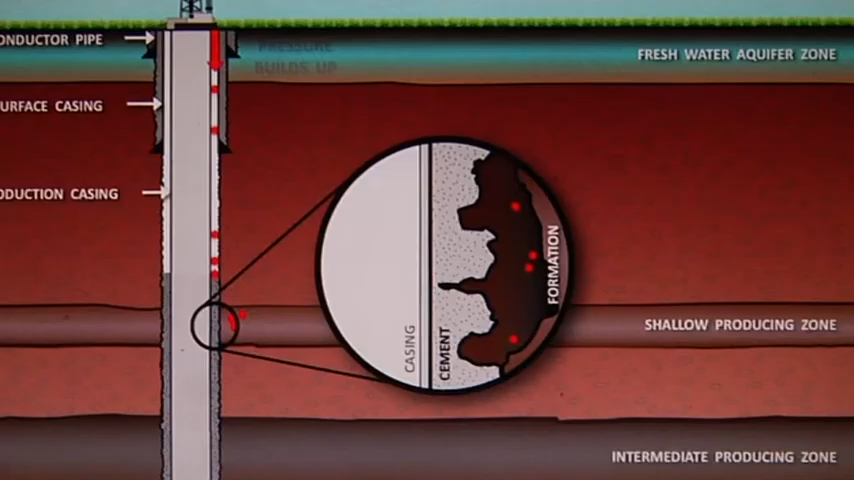 ONDUCTOR PIPE
PRESSURE
BUILDS UP
FRESH WATER AQUIFER ZONE
URFACE CASING
ODUCTION CASING
FORMATION
CASING
CEMENT
SHALLOW PRODUCING ZONE
INTERMEDIATE PRODUCING ZONE